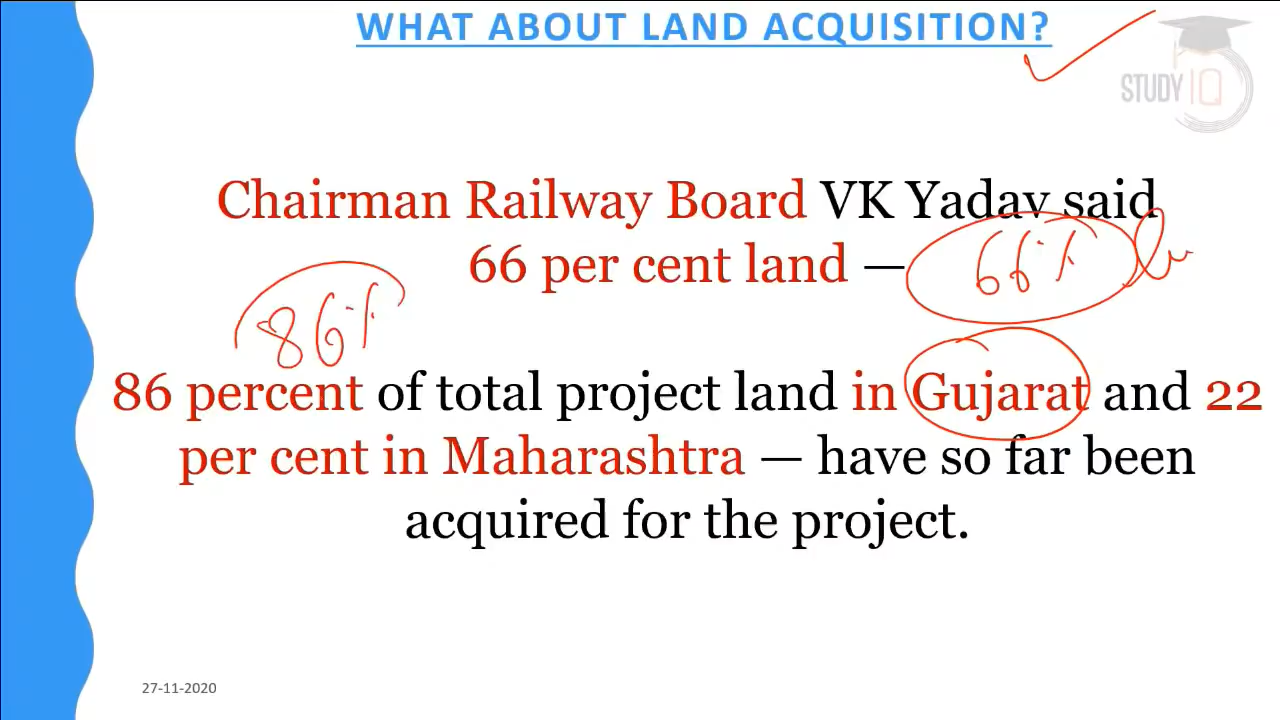 WHAT ABOUT LAND ACQUISITION?
STUDY IQ
Chairman Railway Board VK Yadav said
66 per cent land — 66%
86%
86 percent of total project land in Gujarat and 22
per cent in Maharashtra — have so far been
acquired for the project.
27-11-2020